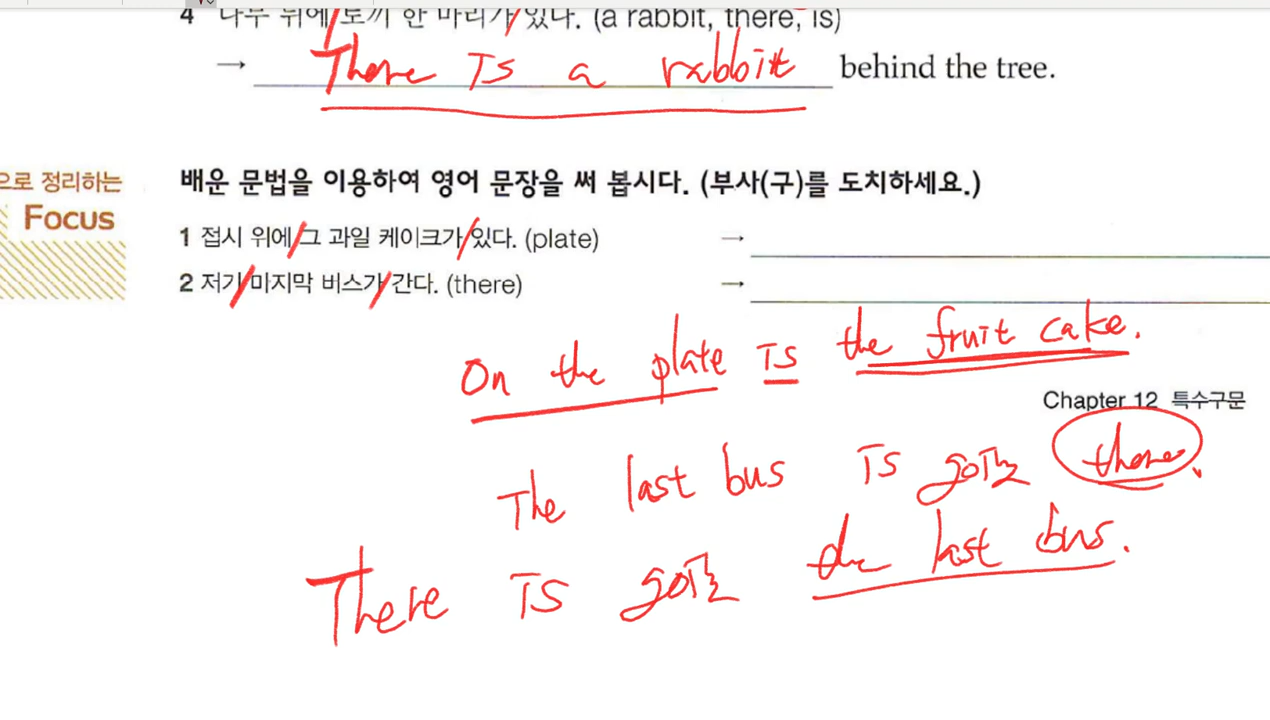 4 나무 뒤에 토끼 한 마리가 있다. (a rabbit, there, is)
→ There is a rabbit behind the tree.
으로 정리하는
Focus
배운 문법을 이용하여 영어 문장을 써 봅시다. (부사(구)를 도치하세요.)
1 접시 위에/그 과일 케이크가/있다. (plate) →
2 저기/마지막 버스가/간다. (there) →
On the plate is the fruit cake.
Chapter 12 특수구문
The last bus is going there.
There is going the last bus.